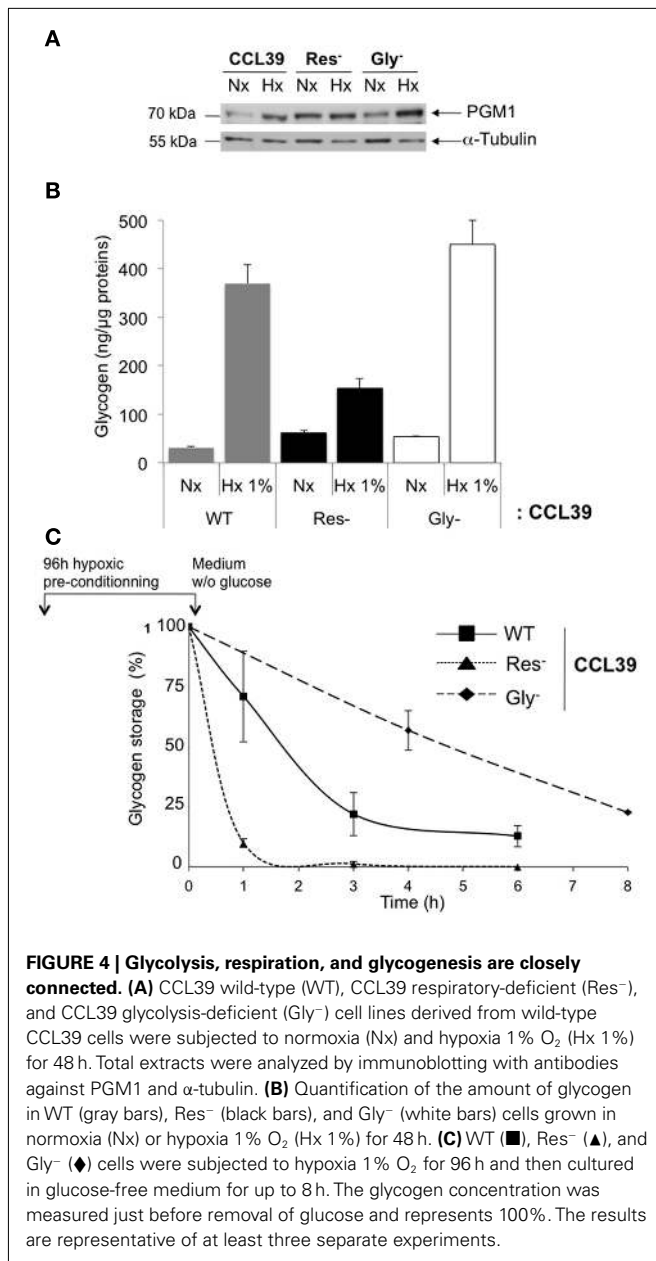 A
CCL39 Res⁻ Gly⁻
Nx Hx Nx Hx Nx Hx
70 kDa PGM1
55 kDa α-Tubulin
B
Glycogen (ng/µg proteins)
500
400
300
200
100
0
Nx Hx 1% Nx Hx 1% Nx Hx 1%
WT Res- Gly- : CCL39
C
96h hypoxic
pre-conditionning
Medium
w/o glucose
Glycogen storage (%)
1 100
75
50
25
0
WT
Res⁻
Gly⁻
CCL39
0 1 2 3 4 5 6 7 8
Time (h)
FIGURE 4 | Glycolysis, respiration, and glycogenesis are closely
connected. (A) CCL39 wild-type (WT), CCL39 respiratory-deficient (Res⁻),
and CCL39 glycolysis-deficient (Gly⁻) cell lines derived from wild-type
CCL39 cells were subjected to normoxia (Nx) and hypoxia 1% O₂ (Hx 1%)
for 48 h. Total extracts were analyzed by immunoblotting with antibodies
against PGM1 and α-tubulin. (B) Quantification of the amount of glycogen
in WT (gray bars), Res⁻ (black bars), and Gly⁻ (white bars) cells grown in
normoxia (Nx) or hypoxia 1% O₂ (Hx 1%) for 48 h. (C) WT (■), Res⁻ (▲), and
Gly⁻ (♦) cells were subjected to hypoxia 1% O₂ for 96 h and then cultured
in glucose-free medium for up to 8 h. The glycogen concentration was
measured just before removal of glucose and represents 100%. The results
are representative of at least three separate experiments.